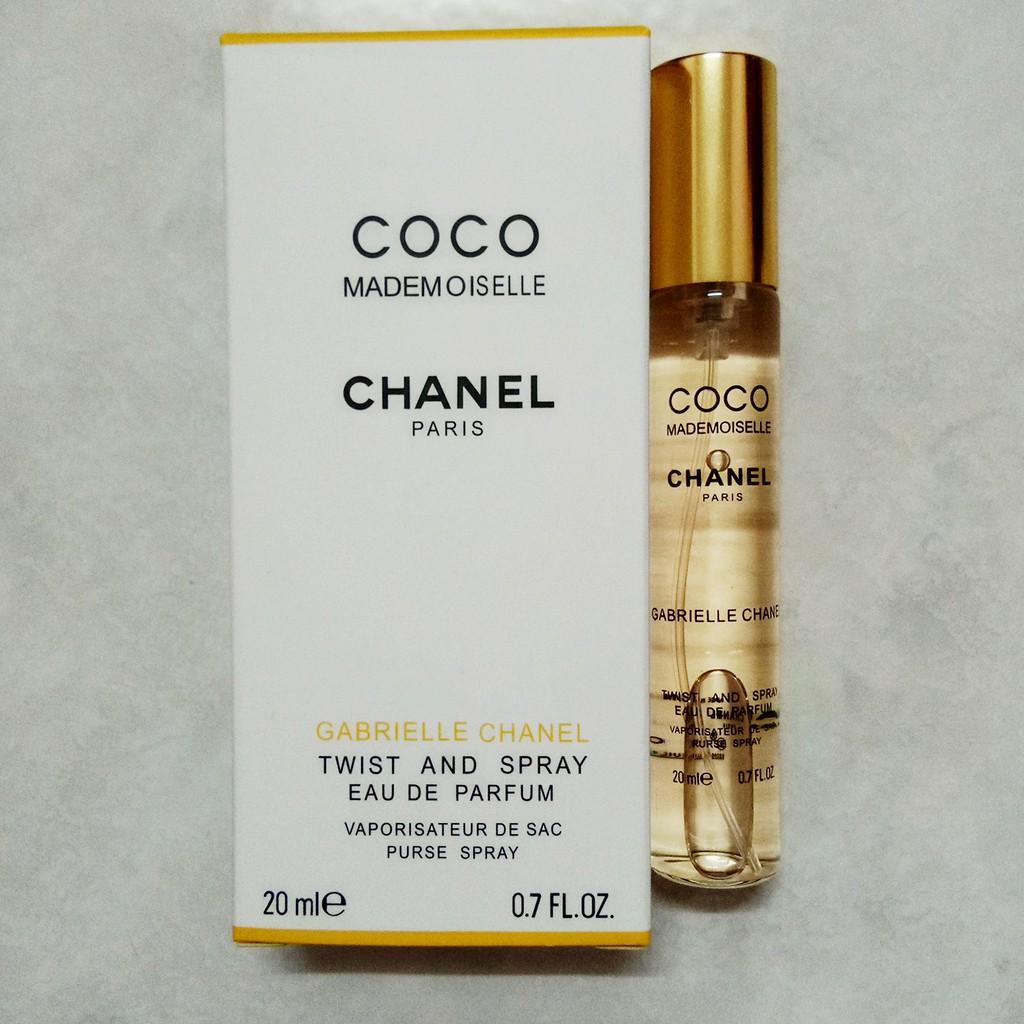 COCO
MADEMOISELLE
CHANEL
PARIS
GABRIELLE CHANEL
TWIST AND SPRAY
EAU DE PARFUM
VAPORISATEUR DE SAC
PURSE SPRAY
20 ml℮
0.7 FL.OZ.
COCO
MADEMOISELLE
CHANEL
PARIS
GABRIELLE CHANE
TWIST AND SPRAY
EAU DE PARFUM
VAPORISATEUR DE SAC
PURSE SPRAY
20 ml℮
0.7 FL.OZ